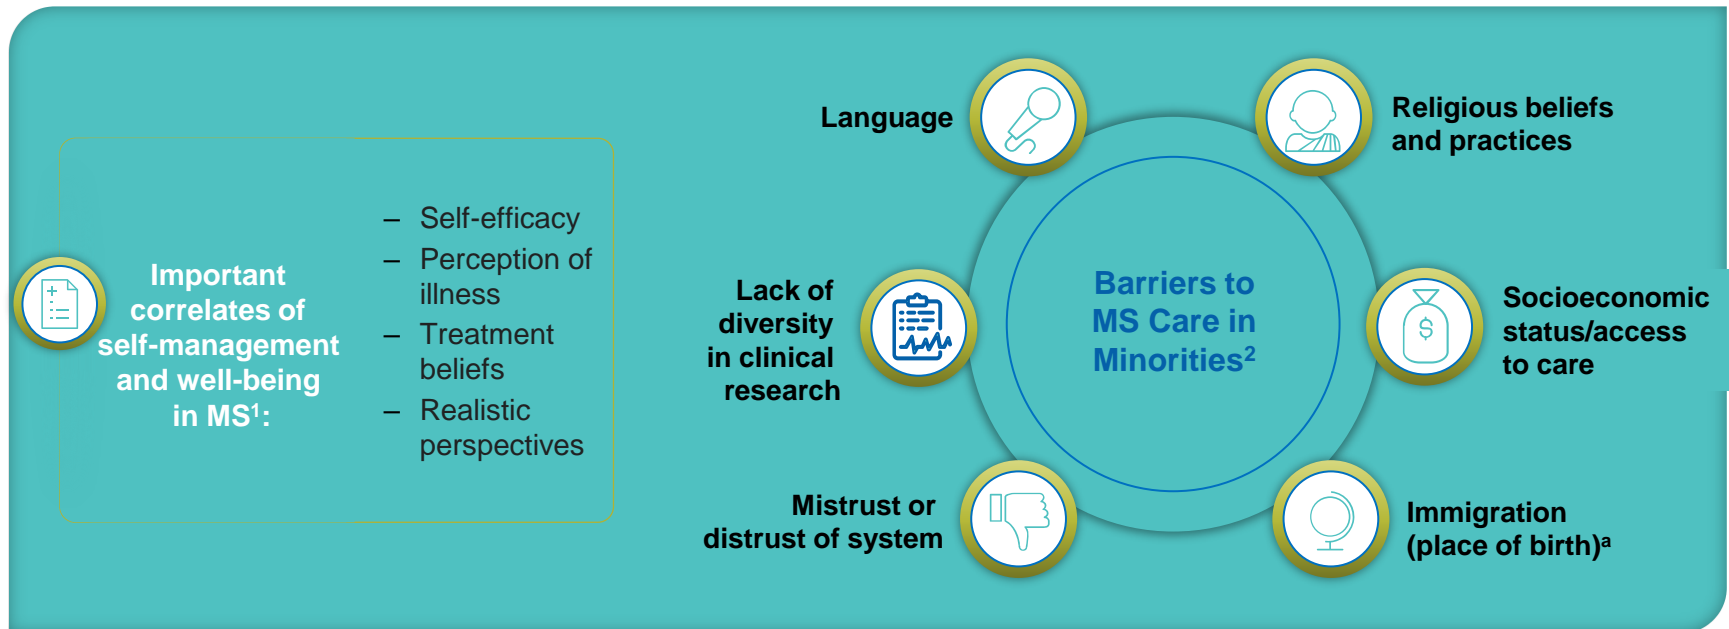 Important
correlates of
self-management
and well-being
in MS¹:
– Self-efficacy
– Perception of
illness
– Treatment
beliefs
– Realistic
perspectives
Language
Religious beliefs
and practices
Lack of
diversity
in clinical
research
Barriers to
MS Care in
Minorities²
Socioeconomic
status/access
to care
Mistrust or
distrust of system
Immigration
(place of birth)ᵃ
$